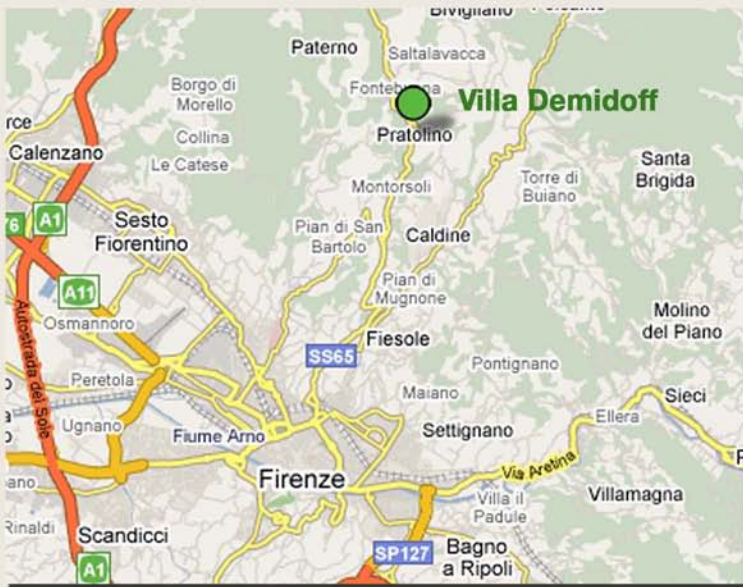 Paterno
Saltalavacca
Borgo di
Morello
Villa Demidoff
Pratolino
Collina
Calenzano
Le Catese
Santa
Brigida
Montorsoli
Torre di
Buiano
A1
Sesto
Fiorentino
Pian di San
Bartolo
Caldine
A11
Pian di
Mugnone
Osmannoro
Molino
del Piano
Autostrada del Sole
Fiesole
SS65
Pontignano
Peretola
Maiano
Sieci
Ugnano
Ellera
Fiume Arno
Settignano
Via Aretina
Firenze
Villamagna
Villa il
Padule
Rinaldi
Scandicci
SP127
Bagno
a Ripoli
A1